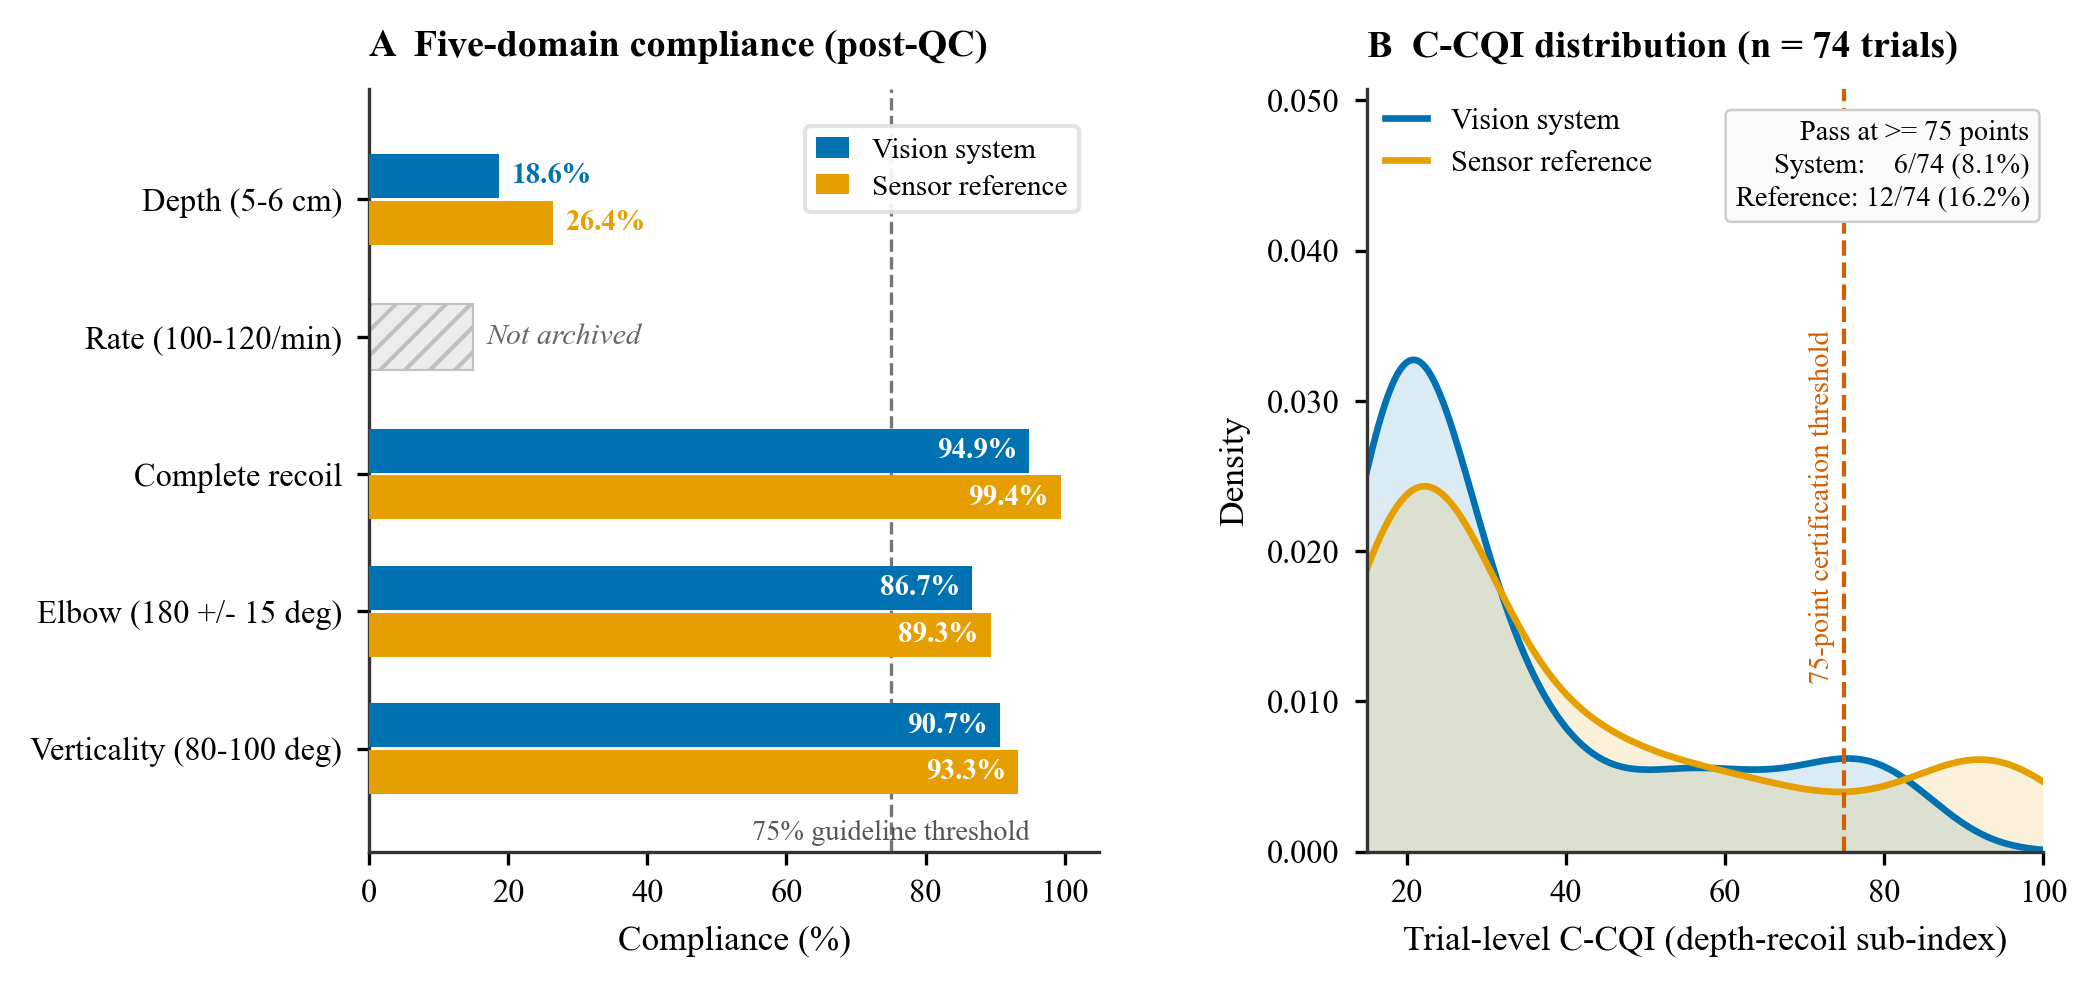 A Five-domain compliance (post-QC)
Vision system
Sensor reference
Depth (5-6 cm)
18.6%
26.4%
Rate (100-120/min)
Not archived
Complete recoil
94.9%
99.4%
Elbow (180 +/- 15 deg)
86.7%
89.3%
Verticality (80-100 deg)
90.7%
93.3%
75% guideline threshold
0 20 40 60 80 100
Compliance (%)
B C-CQI distribution (n = 74 trials)
Vision system
Sensor reference
Pass at >= 75 points
System: 6/74 (8.1%)
Reference: 12/74 (16.2%)
75-point certification threshold
Density
0.050
0.040
0.030
0.020
0.010
0.000
20 40 60 80 100
Trial-level C-CQI (depth-recoil sub-index)